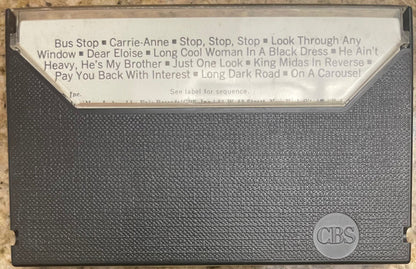 Bus Stop ▪ Carrie-Anne ▪ Stop, Stop, Stop ▪ Look Through Any
Window ▪ Dear Eloise ▪ Long Cool Woman In A Black Dress ▪ He Ain't
Heavy, He's My Brother ▪ Just One Look ▪ King Midas In Reverse ▪
Pay You Back With Interest ▪ Long Dark Road ▪ On A Carousel
See label for sequence.
Inc.
CBS